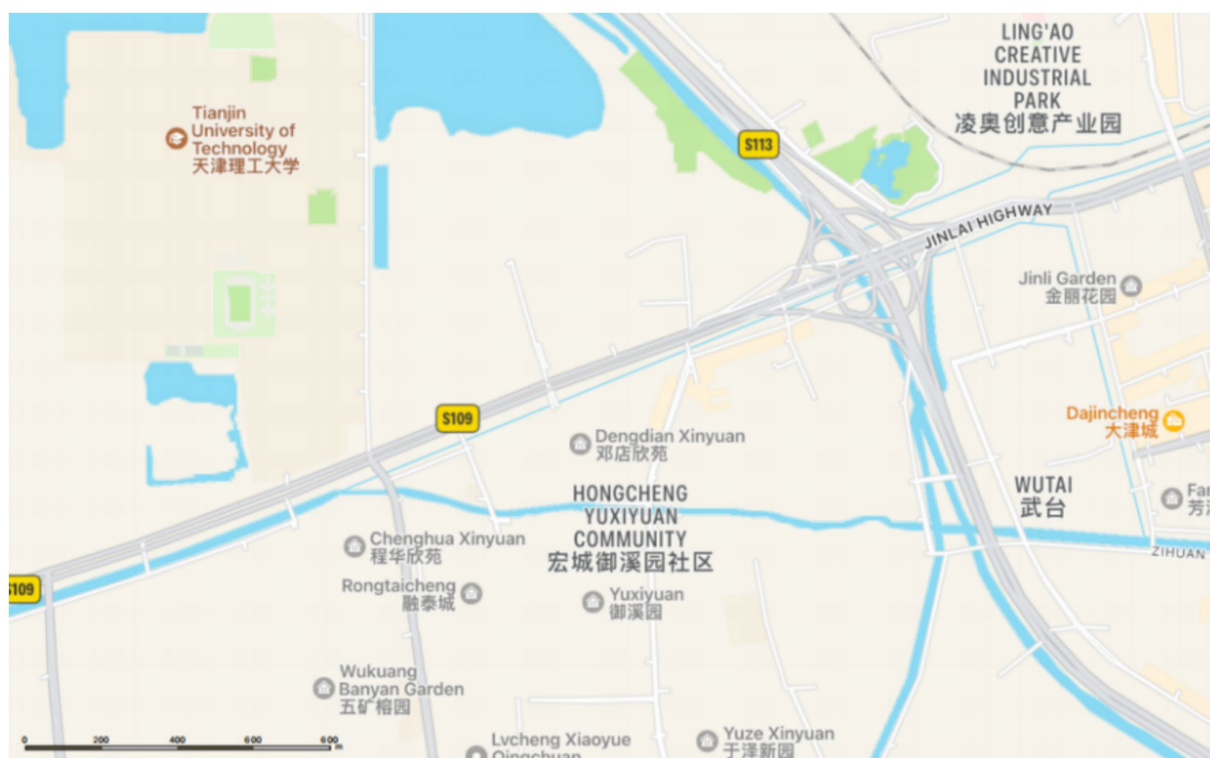 LING'AO
CREATIVE
INDUSTRIAL
PARK
凌奥创意产业园
Tianjin
University of
Technology
天津理工大学
S113
JINLAI HIGHWAY
Jinli Garden
金丽花园
S109
Dajincheng
大津城
Dengdian Xinyuan
邓店欣苑
HONGCHENG
YUXIYUAN
COMMUNITY
宏城御溪园社区
WUTAI
武台
Chenghua Xinyuan
程华欣苑
ZIHUAN
Rongtaicheng
融泰城
Yuxiyuan
御溪园
Wukuang
Banyan Garden
五矿榕园
Lvcheng Xiaoyue
Yuze Xinyuan
于泽新园
200
400
600
600
m
0